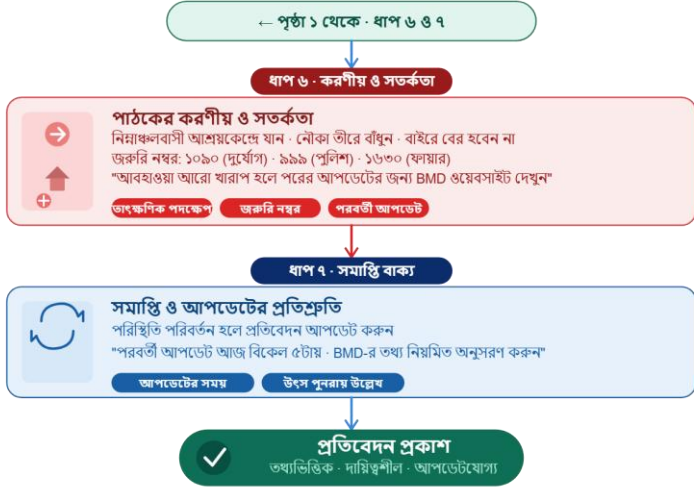 ← পৃষ্ঠা ১ থেকে · ধাপ ৬ ও ৭
ধাপ ৬ · করণীয় ও সতর্কতা
পাঠকের করণীয় ও সতর্কতা
নিম্নাঞ্চলবাসী আশ্রয়কেন্দ্রে যান · নৌকা তীরে বাঁধুন · বাইরে বের হবেন না
জরুরি নম্বর: ১০৯০ (দুর্যোগ) · ৯৯৯ (পুলিশ) · ১৬৩০ (ফায়ার)
"আবহাওয়া আরো খারাপ হলে পরের আপডেটের জন্য BMD ওয়েবসাইট দেখুন"
তাৎক্ষণিক পদক্ষেপ জরুরি নম্বর পরবর্তী আপডেট
ধাপ ৭ · সমাপ্তি বাক্য
সমাপ্তি ও আপডেটের প্রতিশ্রুতি
পরিস্থিতি পরিবর্তন হলে প্রতিবেদন আপডেট করুন
"পরবর্তী আপডেট আজ বিকেল ৫টায় · BMD-র তথ্য নিয়মিত অনুসরণ করুন"
আপডেটের সময় উৎস পুনরায় উল্লেখ
প্রতিবেদন প্রকাশ
তথ্যভিত্তিক · দায়িত্বশীল · আপডেটযোগ্য